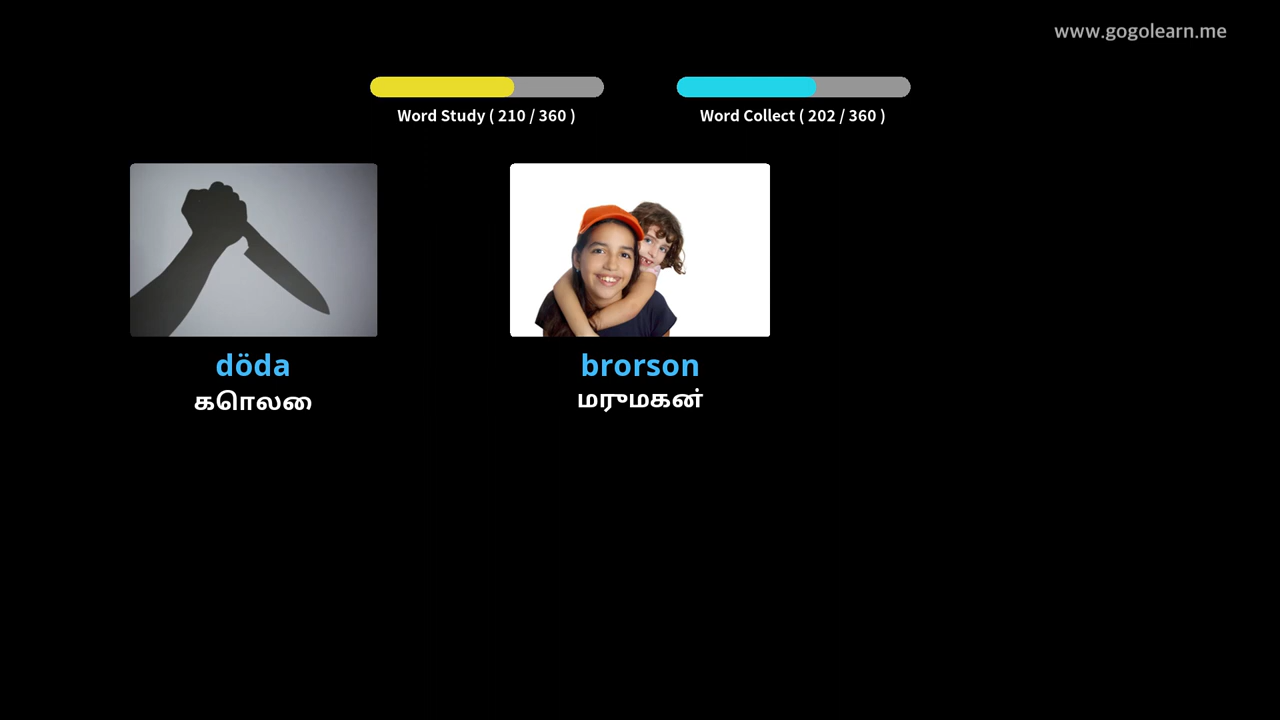 www.gogolearn.me
Word Study ( 210 / 360 )
Word Collect ( 202 / 360 )
döda
கொலை
brorson
மருமகன்